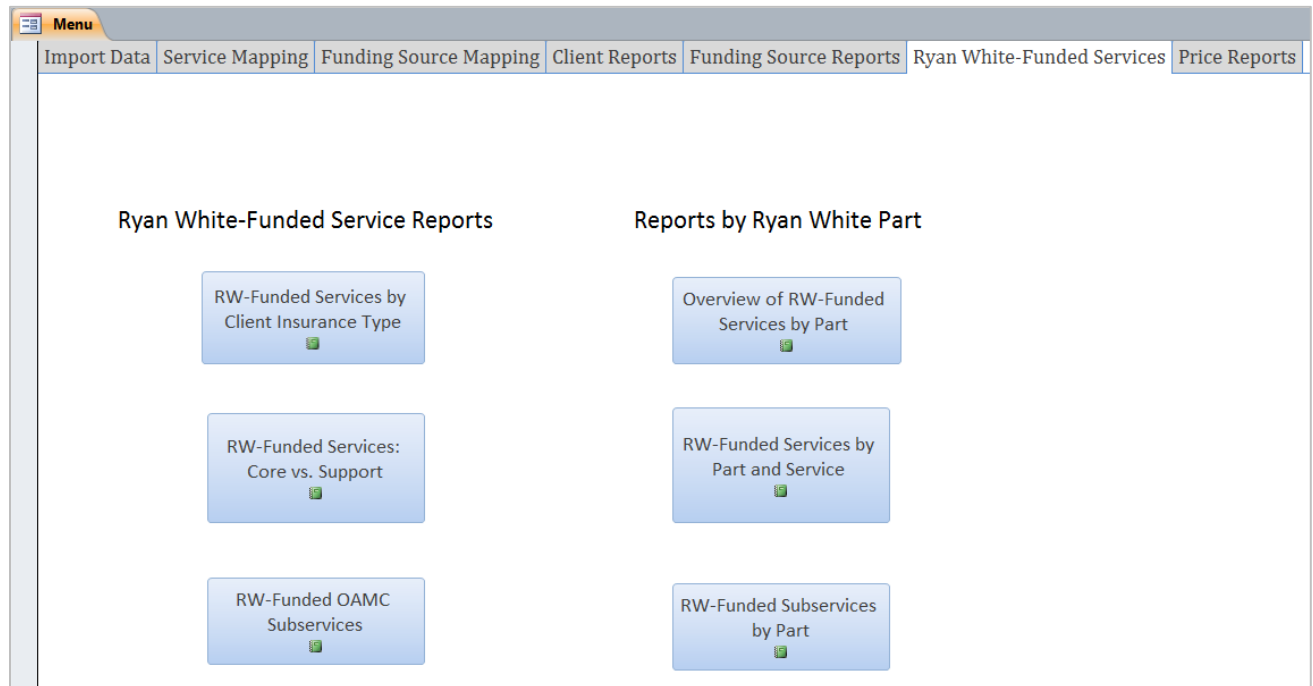 Menu
Import Data Service Mapping Funding Source Mapping Client Reports Funding Source Reports Ryan White-Funded Services Price Reports
Ryan White-Funded Service Reports
RW-Funded Services by
Client Insurance Type
RW-Funded Services:
Core vs. Support
RW-Funded OAMC
Subservices
Reports by Ryan White Part
Overview of RW-Funded
Services by Part
RW-Funded Services by
Part and Service
RW-Funded Subservices
by Part